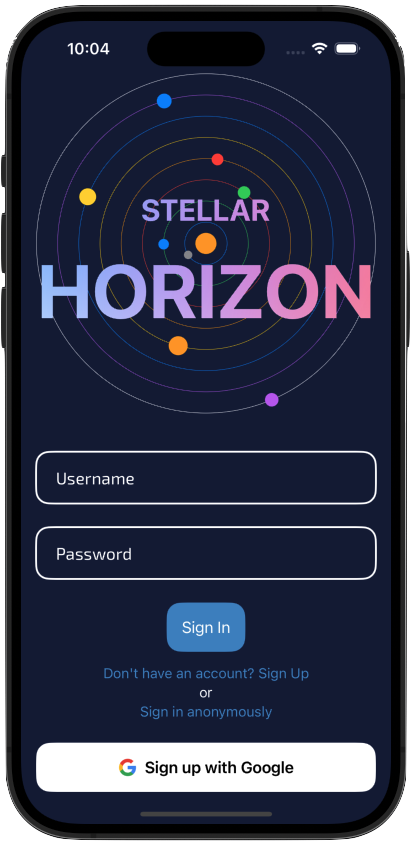 10:04
STELLAR
HORIZON
Username
Password
Sign In
Don't have an account? Sign Up
or
Sign in anonymously
Sign up with Google